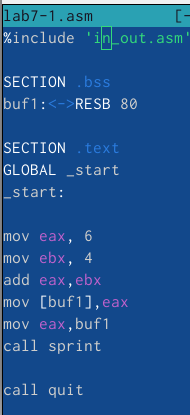 lab7-1.asm [-
%include 'in_out.asm'
SECTION .bss
buf1:<->RESB 80
SECTION .text
GLOBAL _start
_start:
mov eax, 6
mov ebx, 4
add eax,ebx
mov [buf1],eax
mov eax,buf1
call sprint
call quit